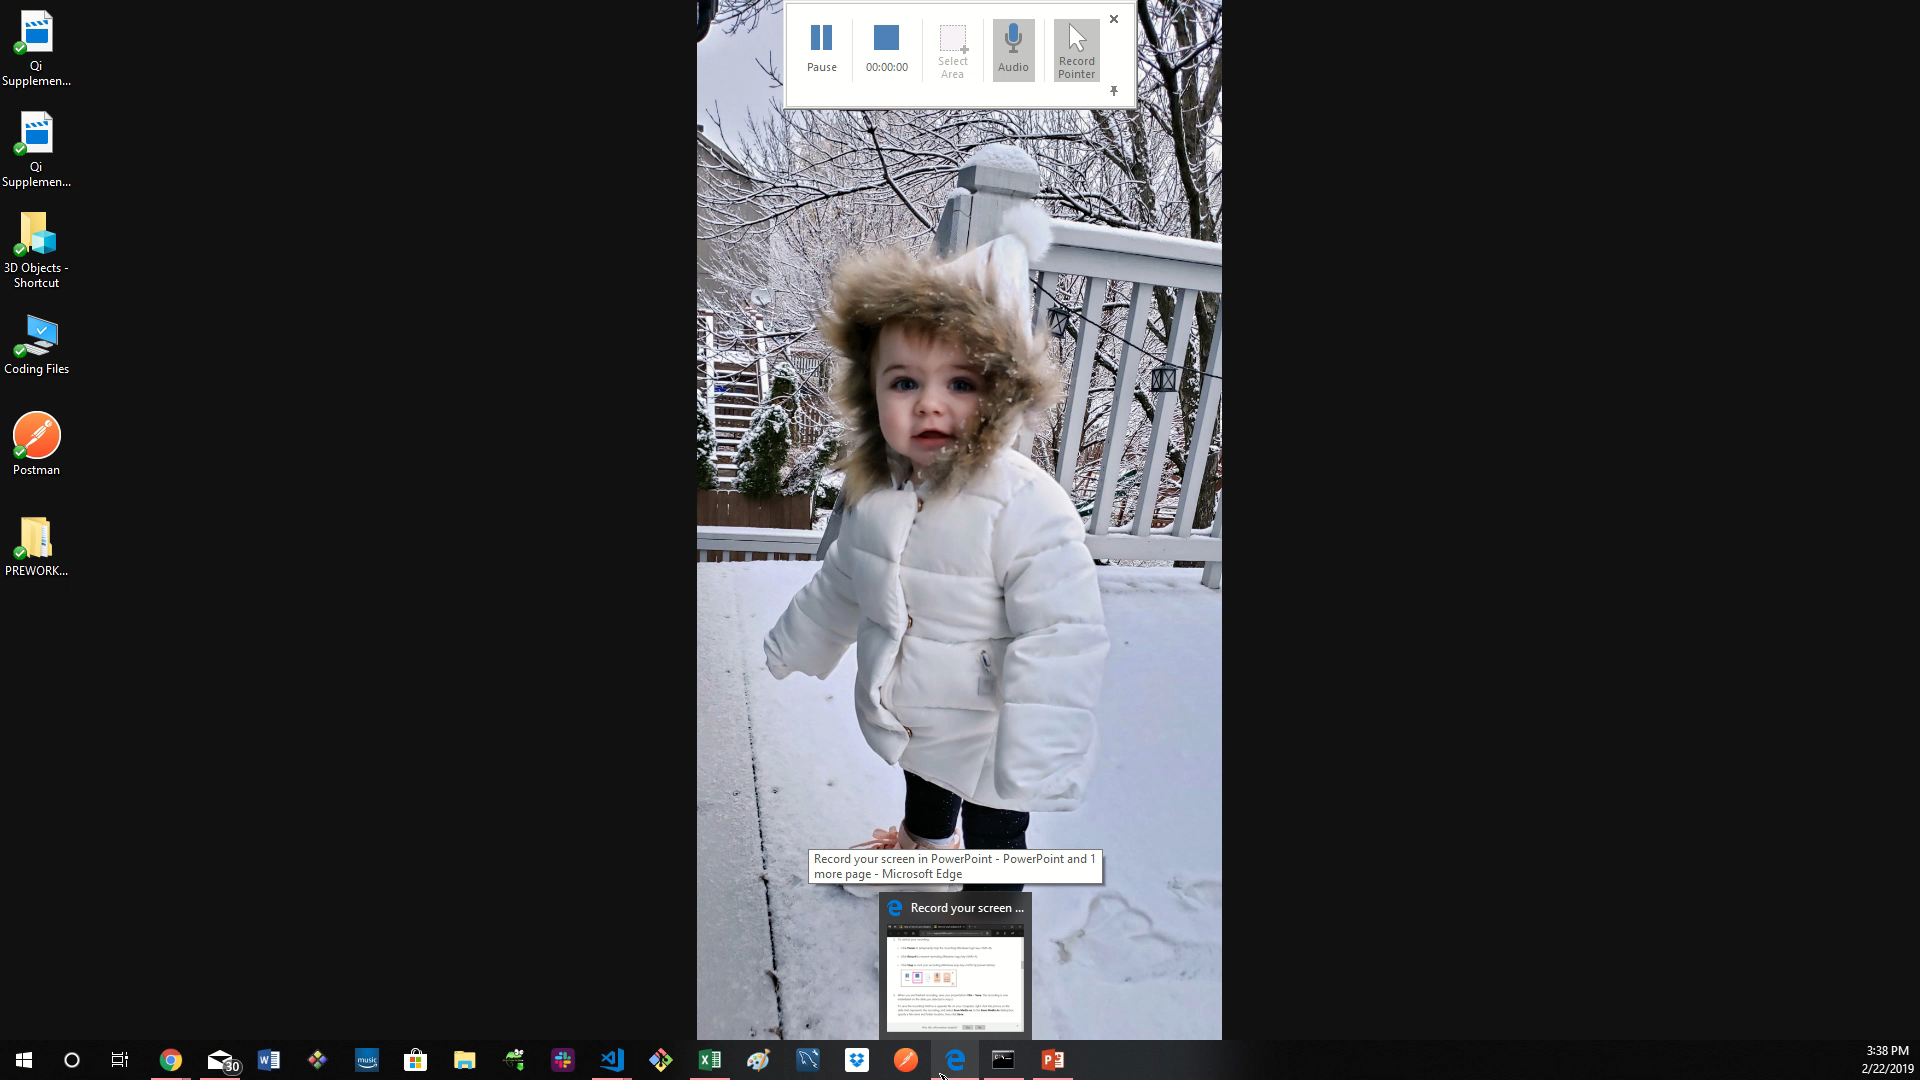 Qi
Supplemen...
Qi
Supplemen...
3D Objects -
Shortcut
Coding Files
Postman
PREWORK...
Pause
00:00:00
Select
Area
Audio
Record
Pointer
Record your screen in PowerPoint - PowerPoint and 1
more page - Microsoft Edge
Record your screen ...
30
music
3:38 PM
2/22/2019